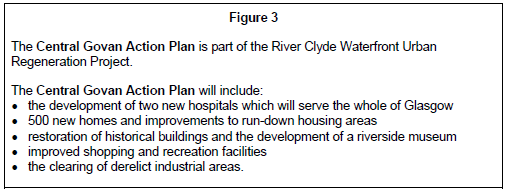 Figure 3
The Central Govan Action Plan is part of the River Clyde Waterfront Urban
Regeneration Project.
The Central Govan Action Plan will include:
• the development of two new hospitals which will serve the whole of Glasgow
• 500 new homes and improvements to run-down housing areas
• restoration of historical buildings and the development of a riverside museum
• improved shopping and recreation facilities
• the clearing of derelict industrial areas.